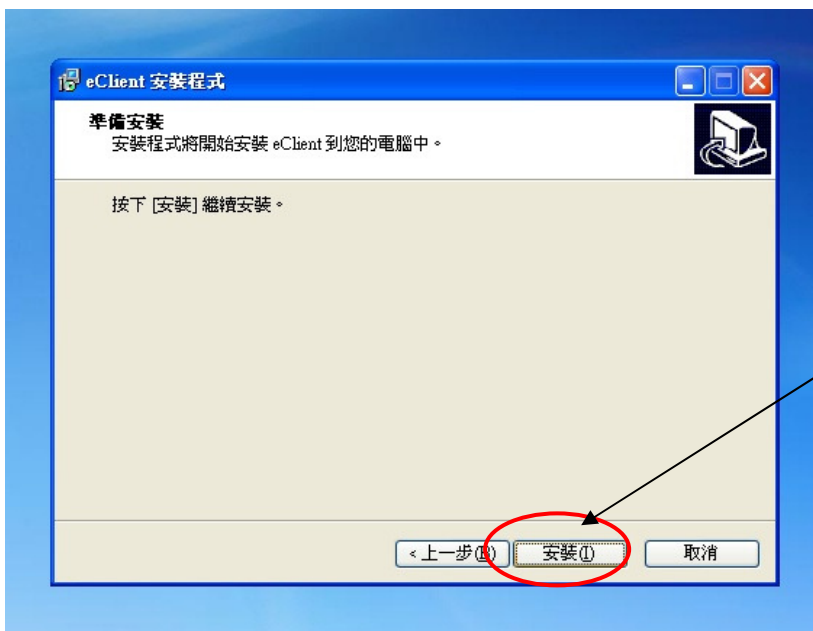 eClient 安裝程式
準備安裝
安裝程式將開始安裝 eClient 到您的電腦中。
按下 [安裝] 繼續安裝。
<上一步(B) 安裝(I) 取消